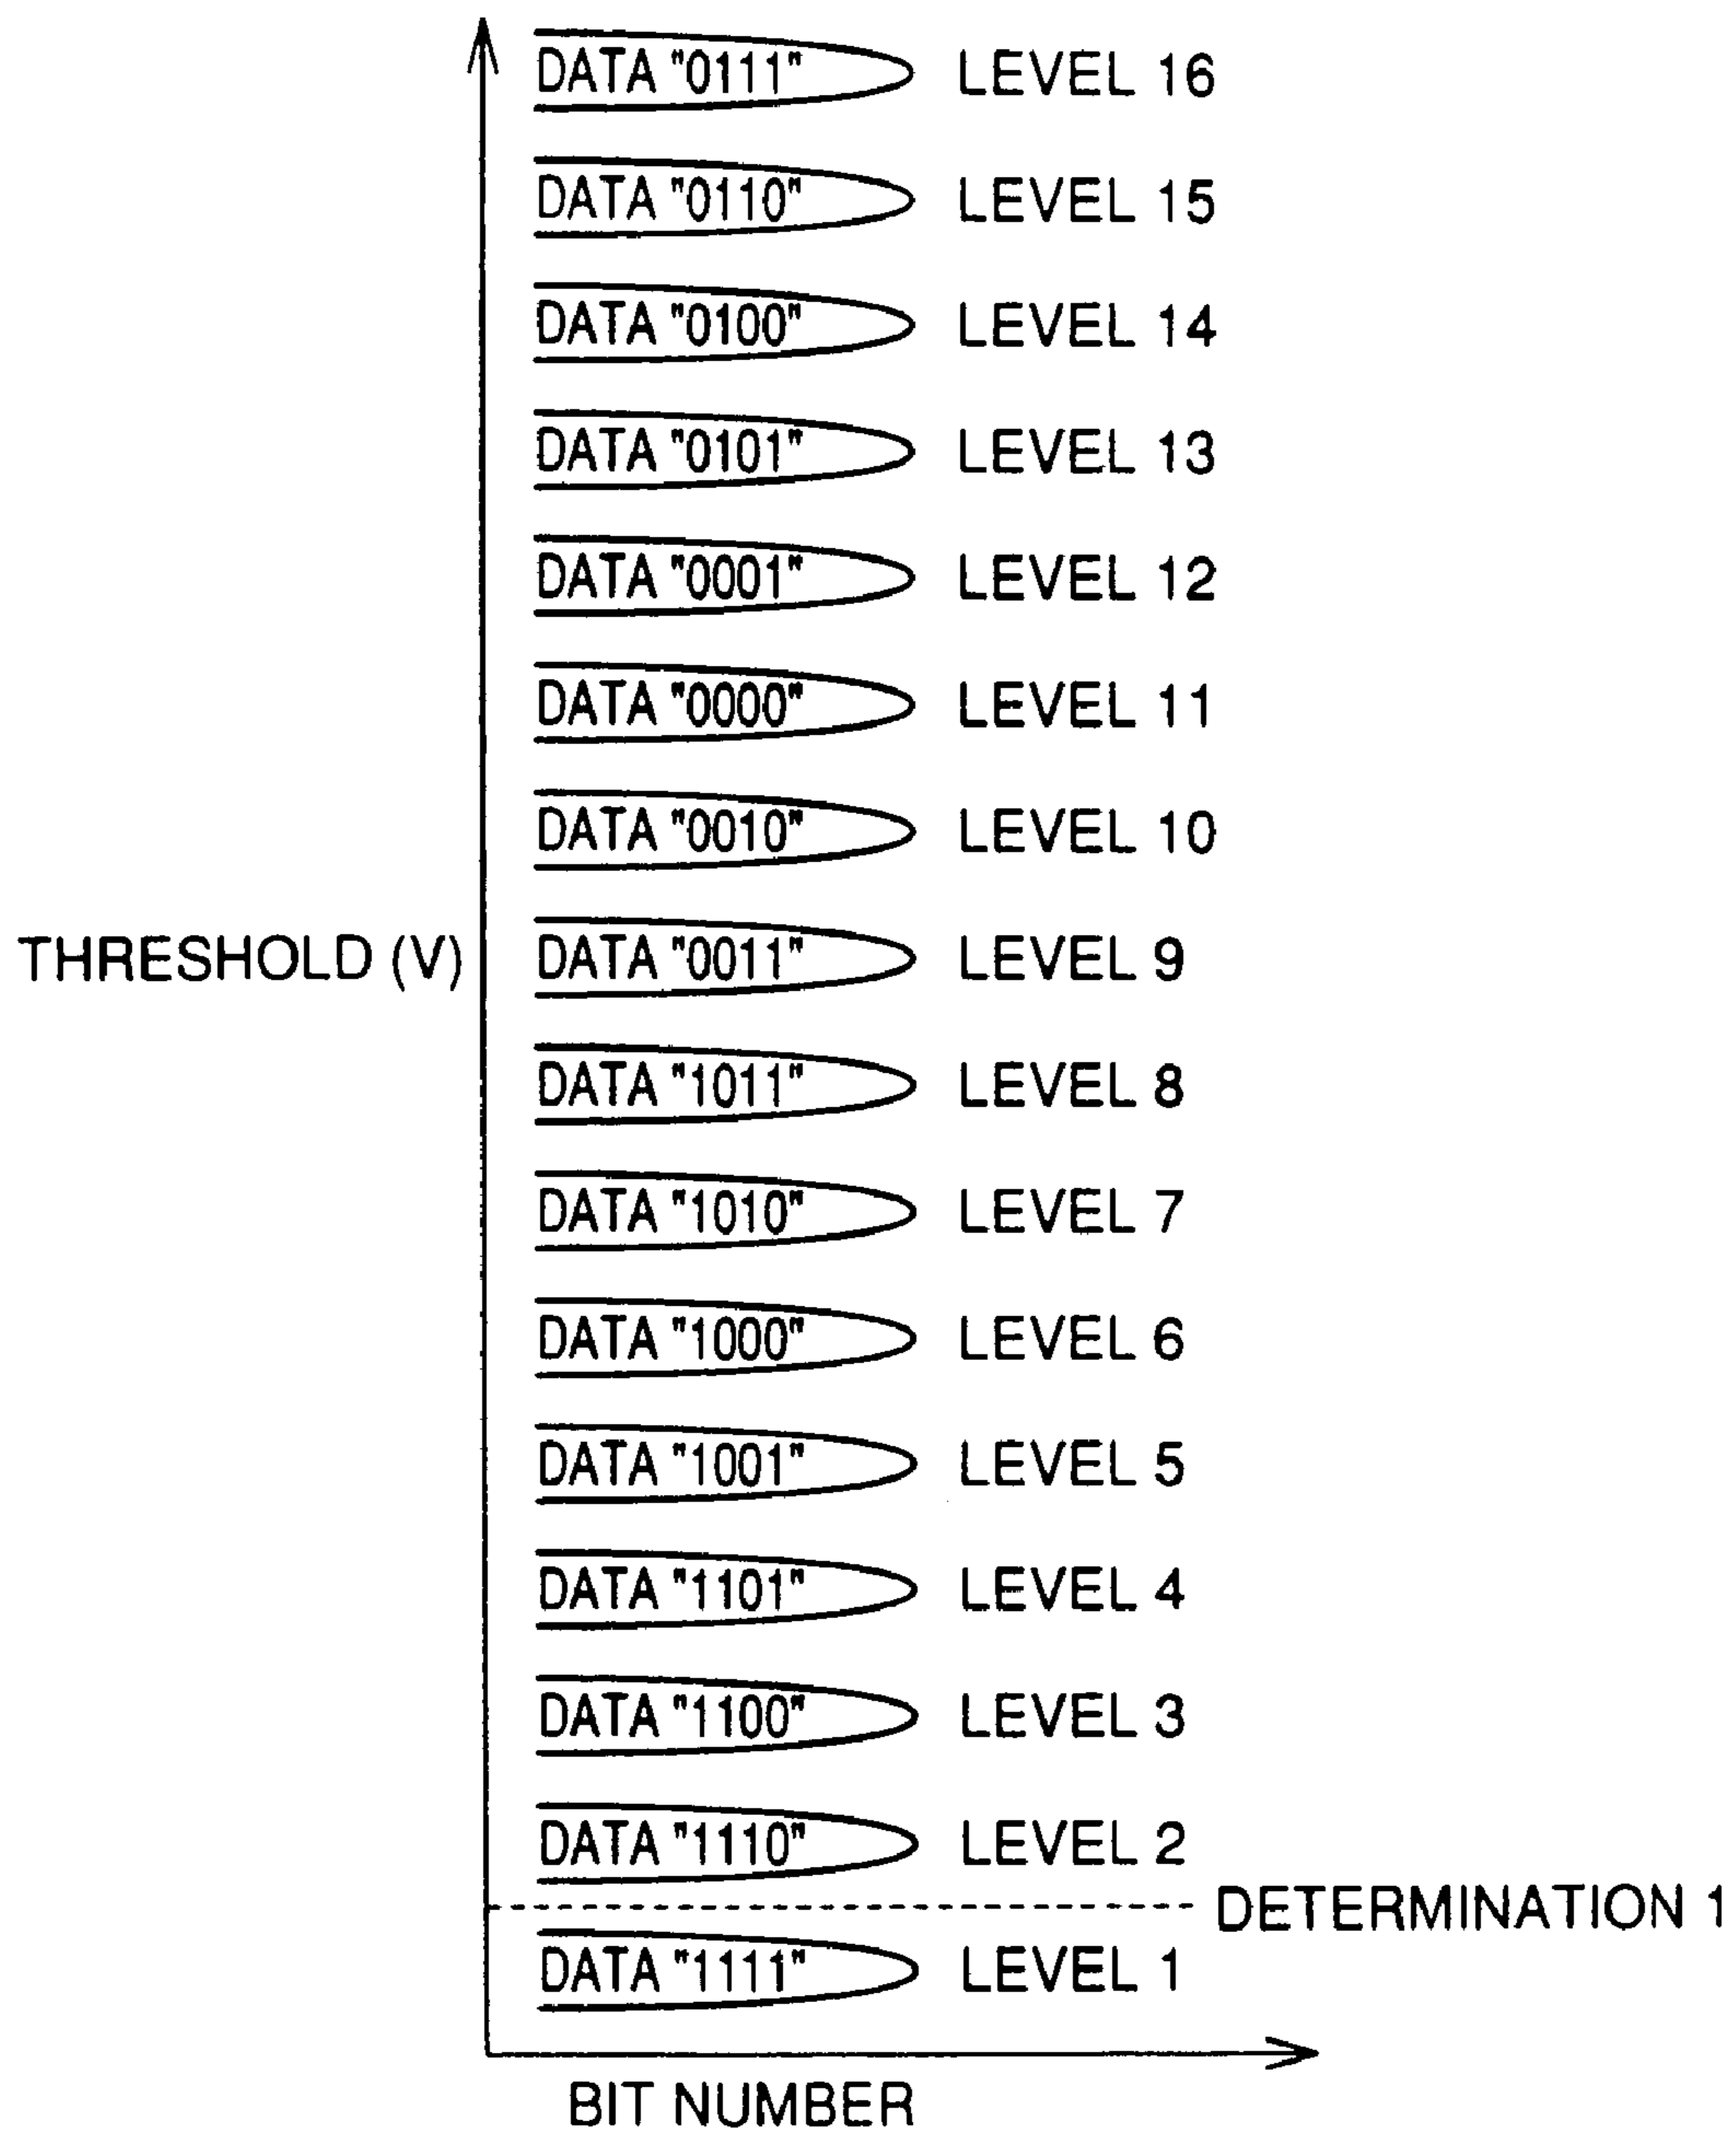 DATA "0111" LEVEL 16
DATA "0110" LEVEL 15
DATA "0100" LEVEL 14
DATA "0101" LEVEL 13
DATA "0001" LEVEL 12
DATA "0000" LEVEL 11
DATA "0010" LEVEL 10
THRESHOLD (V) DATA "0011" LEVEL 9
DATA "1011" LEVEL 8
DATA "1010" LEVEL 7
DATA "1000" LEVEL 6
DATA "1001" LEVEL 5
DATA "1101" LEVEL 4
DATA "1100" LEVEL 3
DATA "1110" LEVEL 2
DETERMINATION 1
DATA "1111" LEVEL 1
BIT NUMBER